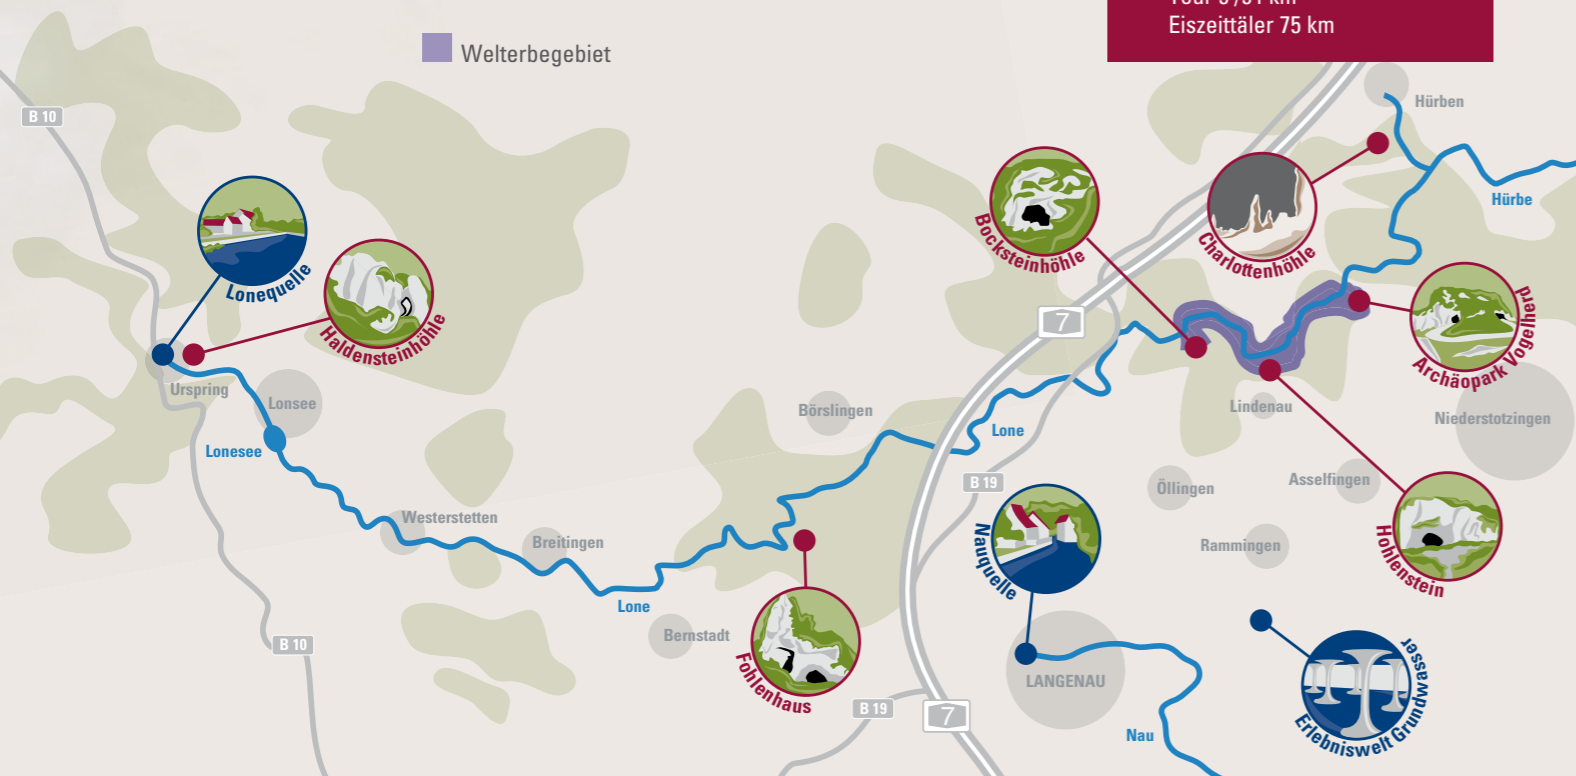 Eiszeittäler 75 km
Welterbegebiet
B 10
Hürben
Hürbe
Lonequelle
Haldensteinhöhle
Bocksteinhöhle
Charlottenhöhle
Archäopark Vogelherd
7
Urspring
Lonsee
Lonesee
Börslingen
Lone
Lindenau
Niederstotzingen
B 19
Öllingen
Asselfingen
Westerstetten
Breitingen
Rammingen
Nauquelle
Hohlenstein
Lone
Bernstadt
B 10
Fohlenhaus
LANGENAU
Erlebniswelt Grundwasser
B 19
7
Nau